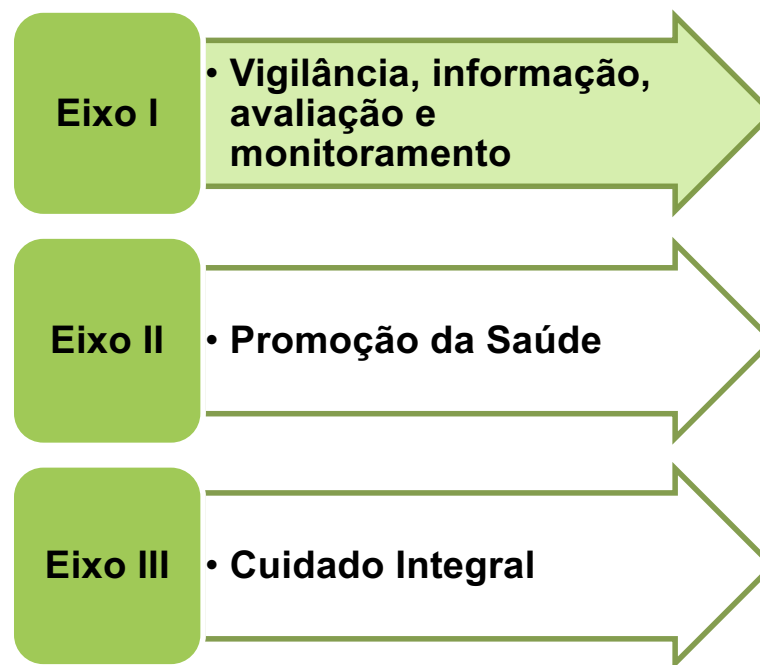 Eixo I
• Vigilância, informação,
avaliação e
monitoramento
Eixo II
• Promoção da Saúde
Eixo III
• Cuidado Integral